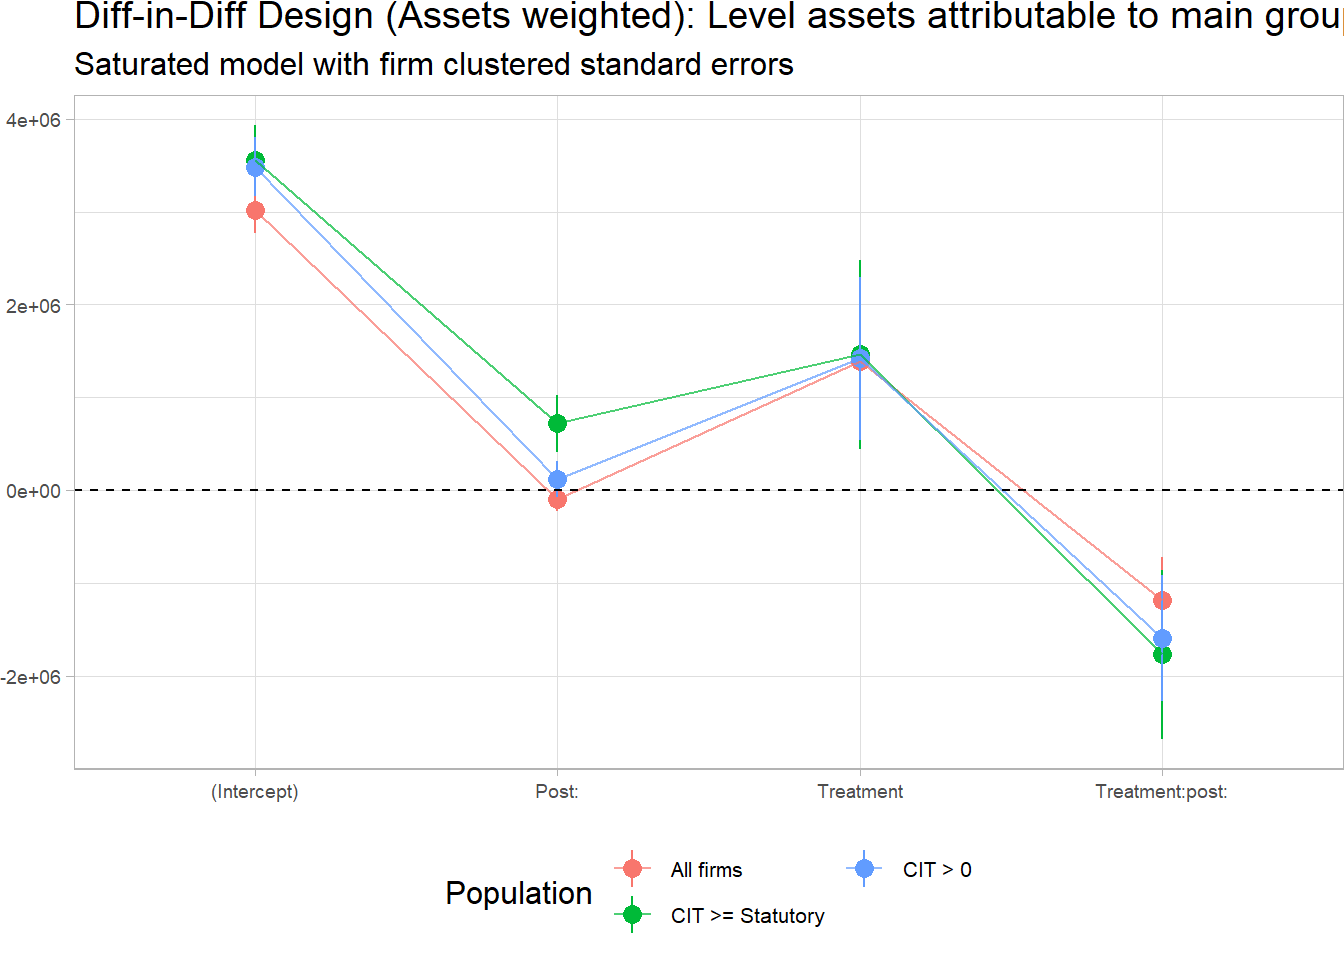 Diff-in-Diff Design (Assets weighted): Level assets attributable to main
Saturated model with firm clustered standard errors
4e+06
2e+06
0e+00
-2e+06
(Intercept) Post: Treatment Treatment:post:
Population
All firms CIT > 0
CIT >= Statutory